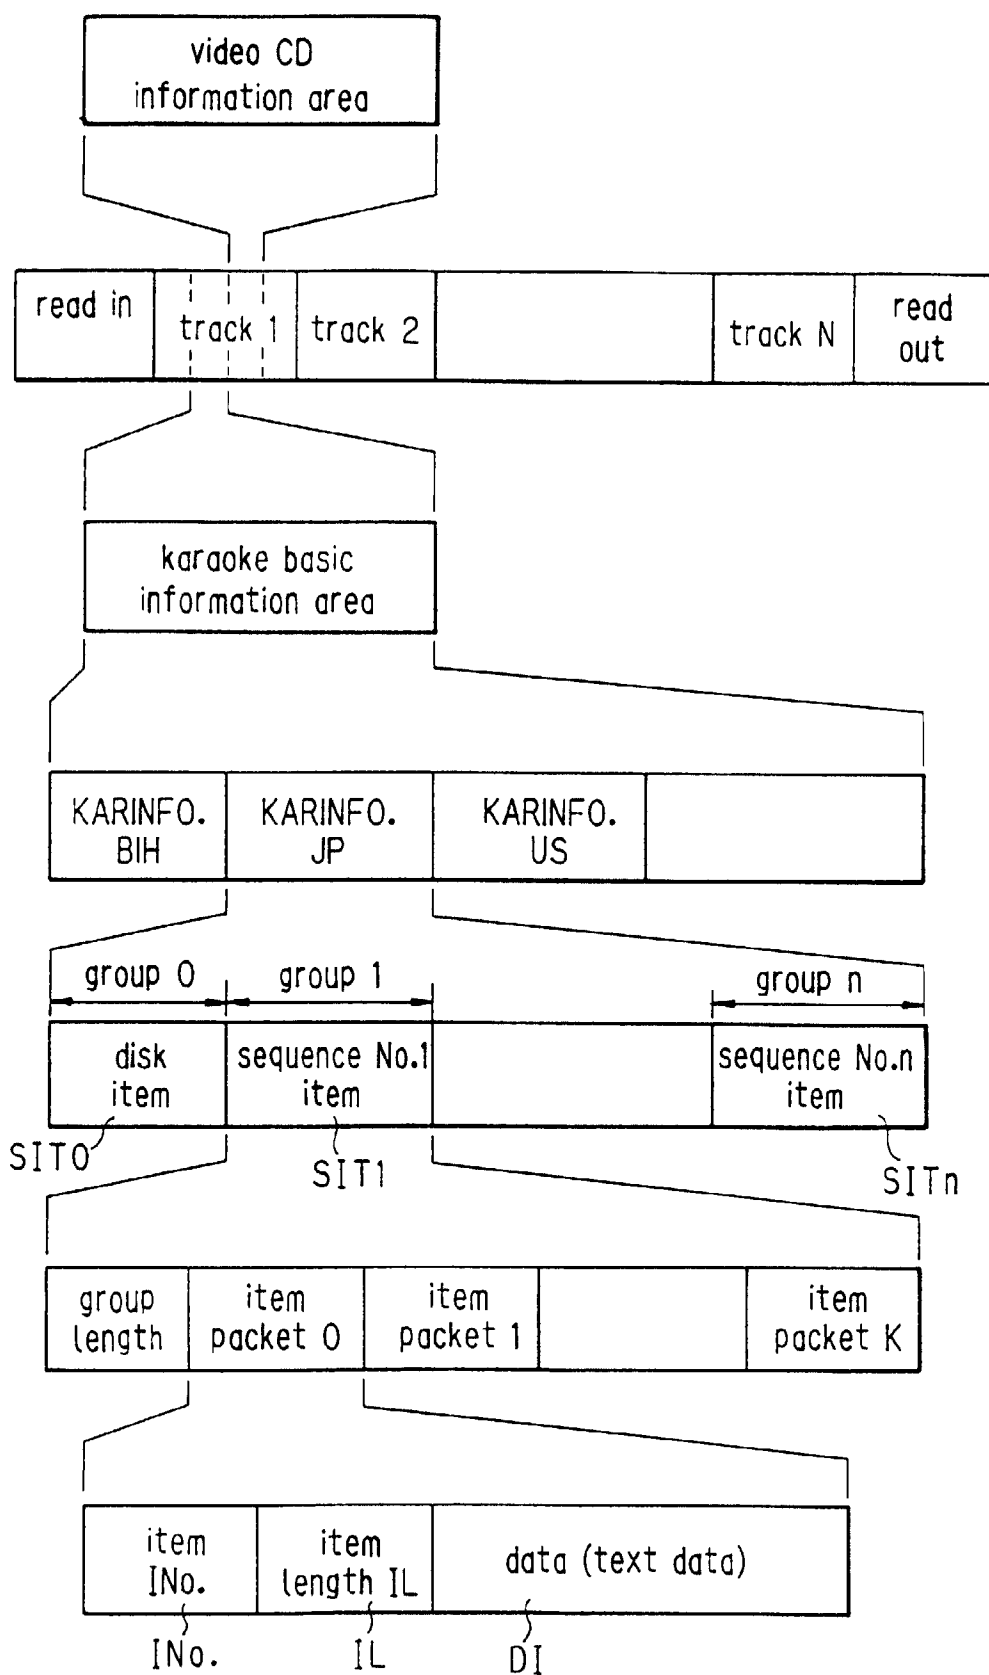 video CD
information area
read in
track 1
track 2
track N
read
out
karaoke basic
information area
KARINFO.
BIH
KARINFO.
JP
KARINFO.
US
group 0
group 1
group n
disk
item
sequence No.1
item
sequence No.n
item
SIT0
SIT1
SITn
group
length
item
packet 0
item
packet 1
item
packet K
item
INo.
item
length IL
data (text data)
INo.
IL
DI